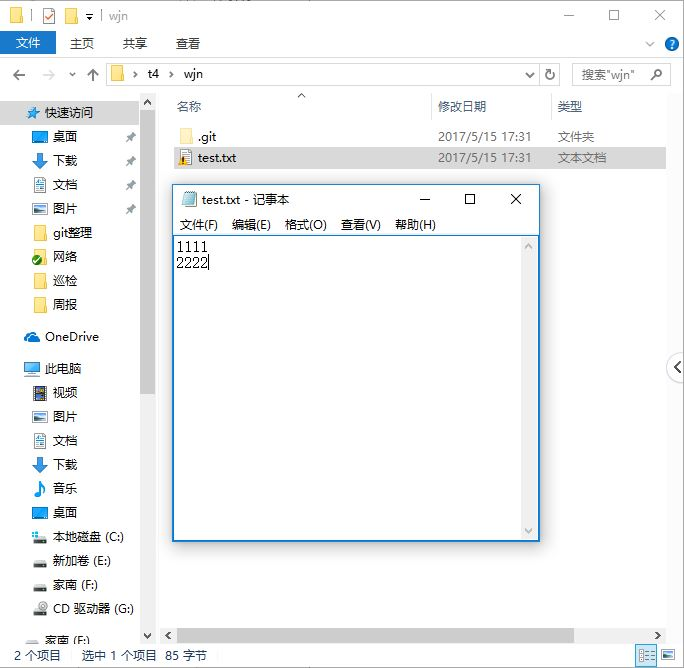 wjn
文件 主页 共享 查看
t4 wjn 搜索"wjn"
名称 修改日期 类型
.git 2017/5/15 17:31 文件夹
test.txt 2017/5/15 17:31 文本文档
快速访问
桌面
下载
文档
图片
git整理
网络
巡检
周报
OneDrive
此电脑
视频
图片
文档
下载
音乐
桌面
本地磁盘 (C:)
新加卷 (E:)
家南 (F:)
CD 驱动器 (G:)
家南 (F:)
test.txt - 记事本
文件(F) 编辑(E) 格式(O) 查看(V) 帮助(H)
1111
2222
2 个项目 选中 1 个项目 85 字节